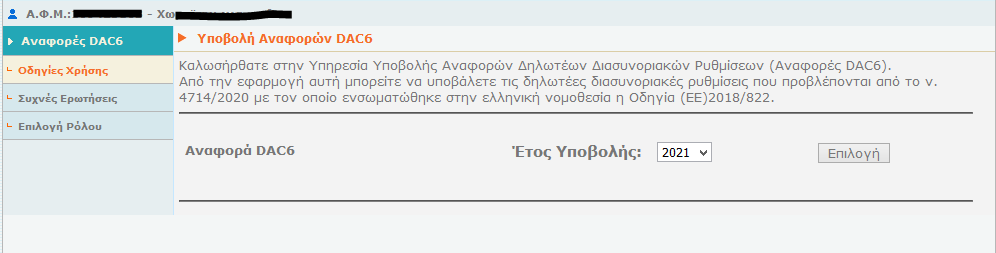 Α.Φ.Μ.: - Χω
Αναφορές DAC6
Οδηγίες Χρήσης
Συχνές Ερωτήσεις
Επιλογή Ρόλου
Υποβολή Αναφορών DAC6
Καλωσήρθατε στην Υπηρεσία Υποβολής Αναφορών Δηλωτέων Διασυνοριακών Ρυθμίσεων (Αναφορές DAC6).
Από την εφαρμογή αυτή μπορείτε να υποβάλετε τις δηλωτέες διασυνοριακές ρυθμίσεις που προβλέπονται από το ν.
4714/2020 με τον οποίο ενσωματώθηκε στην ελληνική νομοθεσία η Οδηγία (ΕΕ)2018/822.
Αναφορά DAC6 Έτος Υποβολής: 2021 Επιλογή